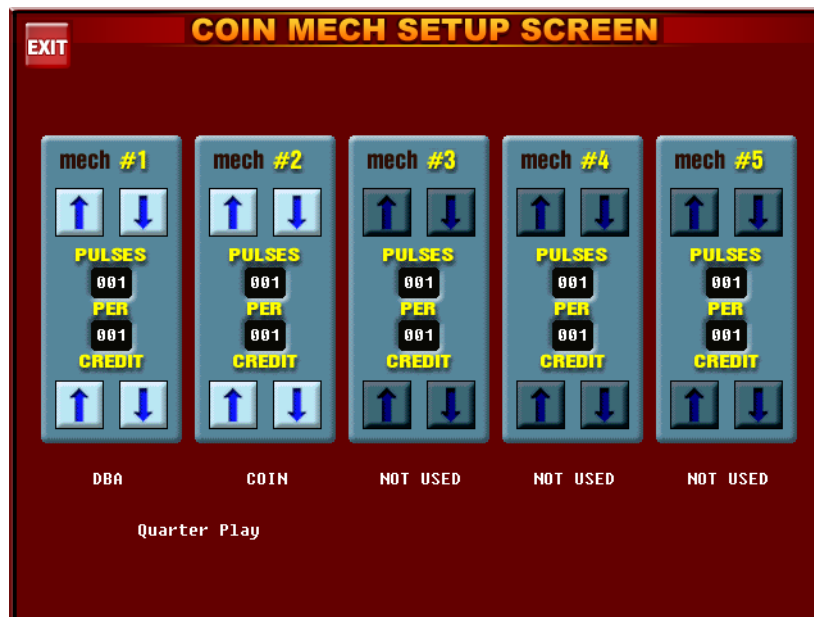 COIN MECH SETUP SCREEN
EXIT
mech #1 mech #2 mech #3 mech #4 mech #5
PULSES PULSES PULSES PULSES PULSES
001 001 001 001 001
PER PER PER PER PER
001 001 001 001 001
CREDIT CREDIT CREDIT CREDIT CREDIT
DBA COIN NOT USED NOT USED NOT USED
Quarter Play